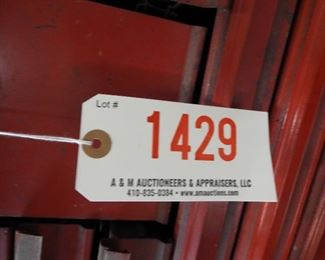 Lot #
1429
A & M AUCTIONEERS & APPRAISERS, LLC
410-835-0384 • www.amauctions.com